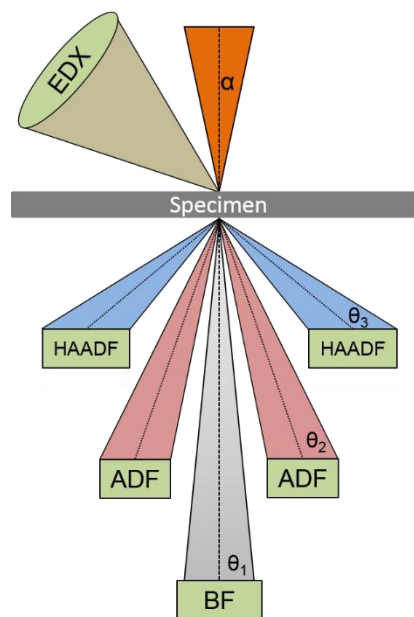 EDX
α
Specimen
θ3
HAADF
HAADF
θ2
ADF
ADF
θ1
BF